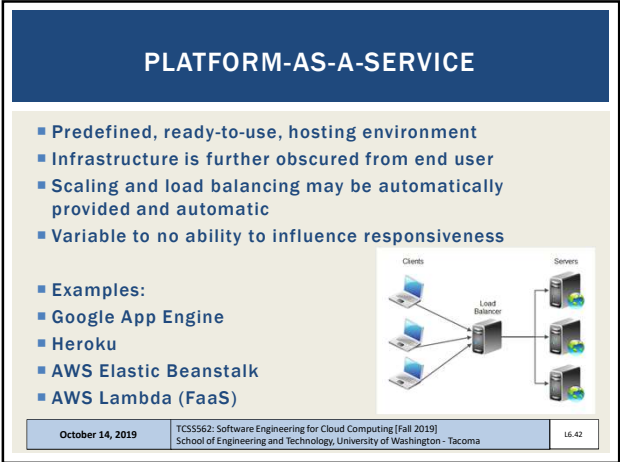 PLATFORM-AS-A-SERVICE
Predefined, ready-to-use, hosting environment
Infrastructure is further obscured from end user
Scaling and load balancing may be automatically
provided and automatic
Variable to no ability to influence responsiveness
Examples:
Google App Engine
Heroku
AWS Elastic Beanstalk
AWS Lambda (FaaS)
Clients
Servers
Load
Balancer
October 14, 2019
TCSS562: Software Engineering for Cloud Computing [Fall 2019]
School of Engineering and Technology, University of Washington - Tacoma
L6.42